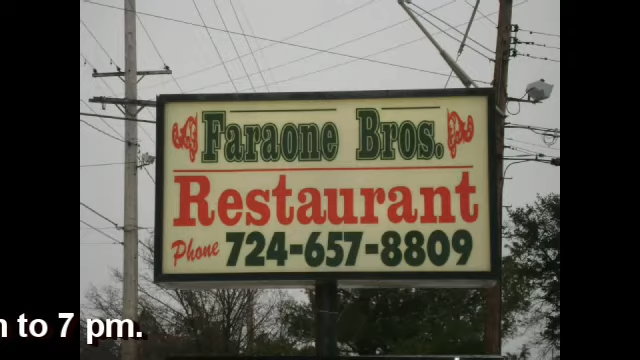 Faraone Bros.
Restaurant
Phone 724-657-8809
to 7 pm.